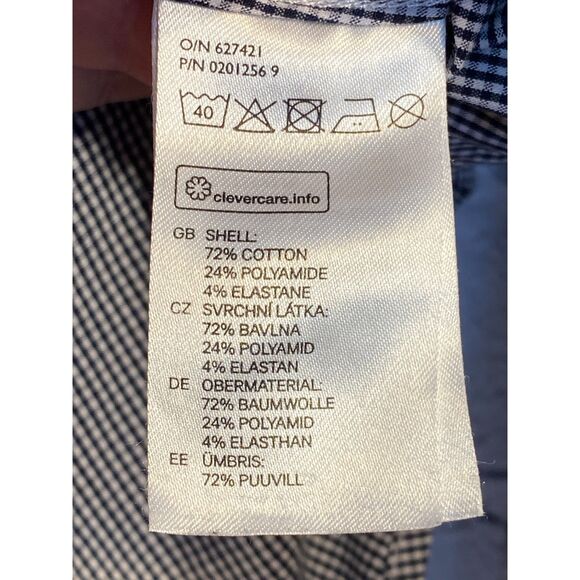 O/N 627421
P/N 0201256 9
40
clevercare.info
GB SHELL:
72% COTTON
24% POLYAMIDE
4% ELASTANE
CZ SVRCHNÍ LÁTKA:
72% BAVLNA
24% POLYAMID
4% ELASTAN
DE OBERMATERIAL:
72% BAUMWOLLE
24% POLYAMID
4% ELASTHAN
EE ÜMBRIS:
72% PUUVILL